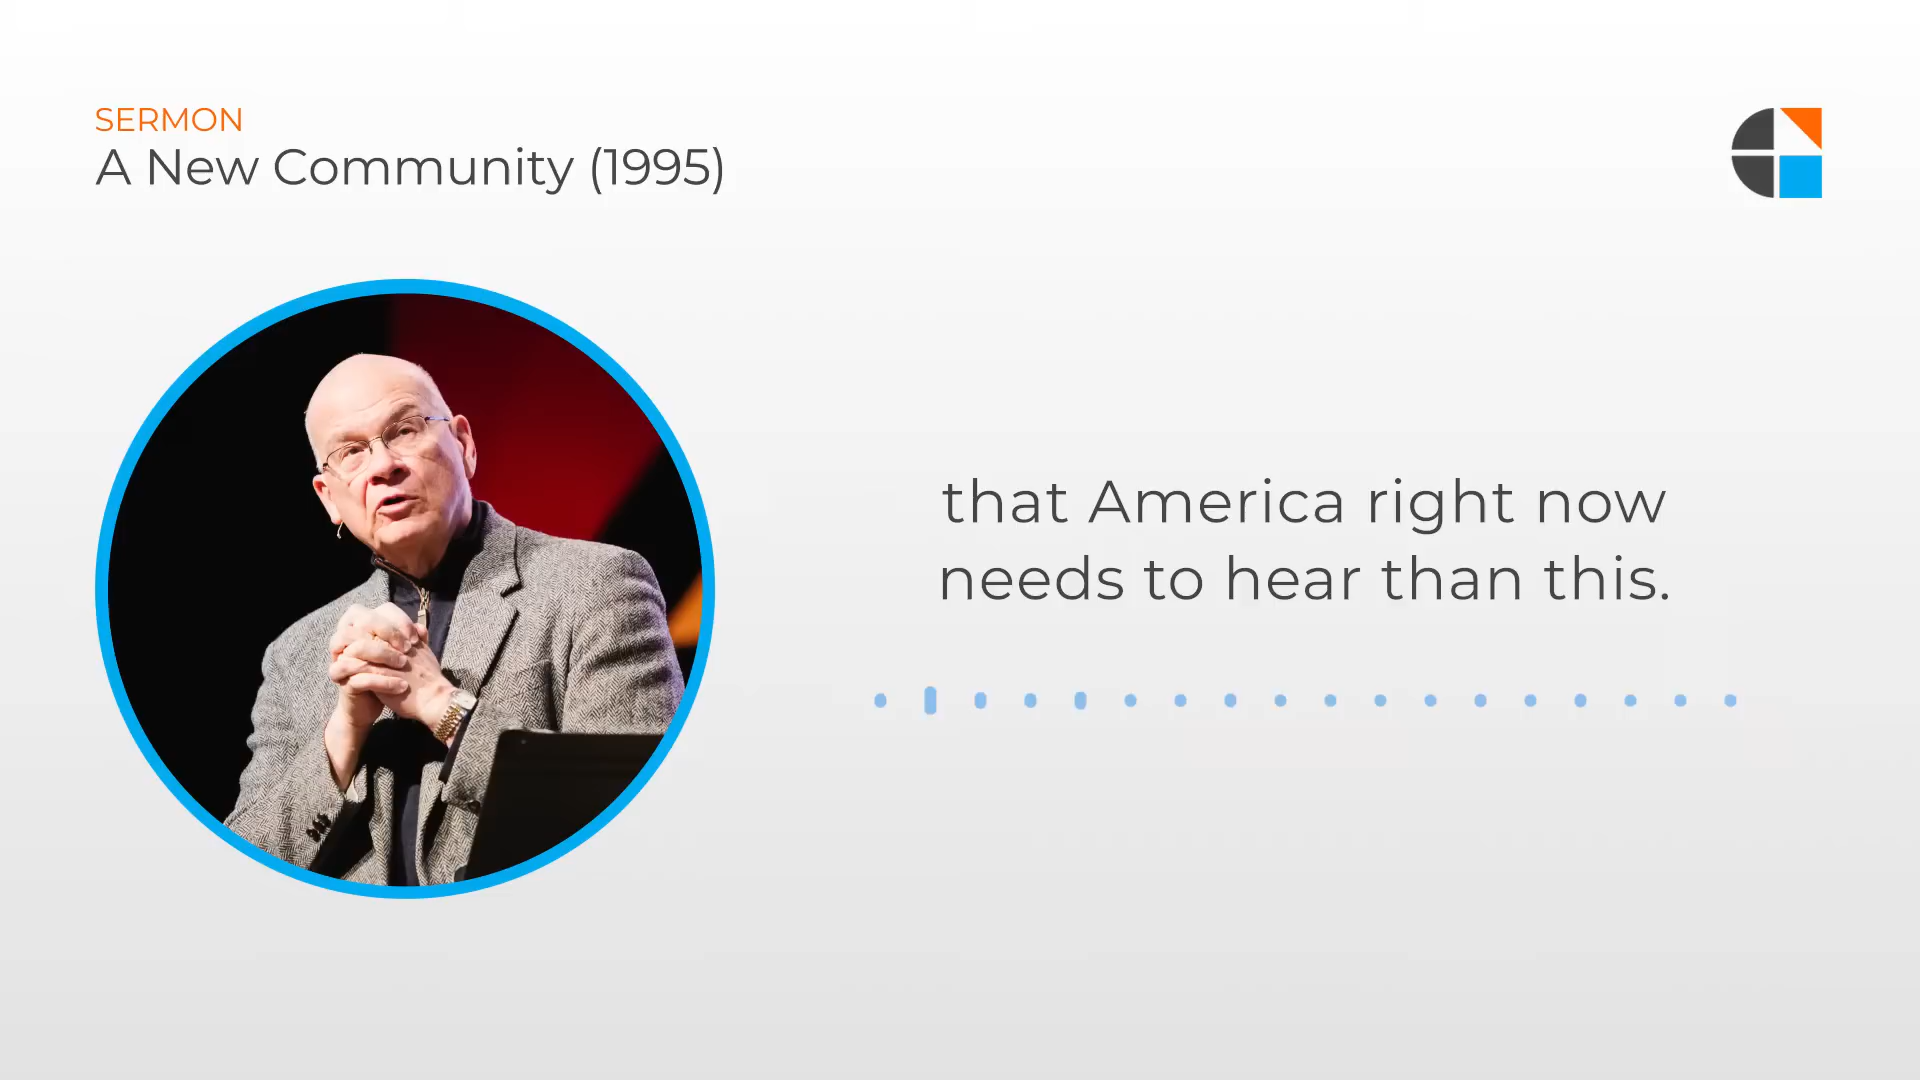 SERMON
A New Community (1995)
that America right now
needs to hear than this.